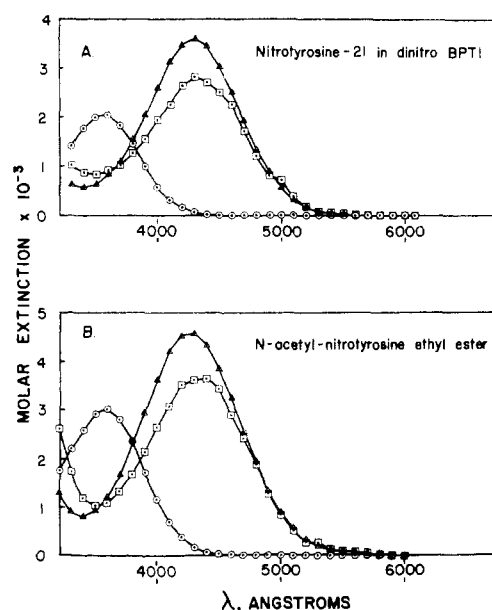 A.
Nitrotyrosine-21 in dinitro BPTI
4
3
2
1
0
4000
5000
6000
MOLAR EXTINCTION × 10⁻³
B.
N-acetyl-nitrotyrosine ethyl ester
5
4
3
2
1
0
4000
5000
6000
λ, ANGSTROMS